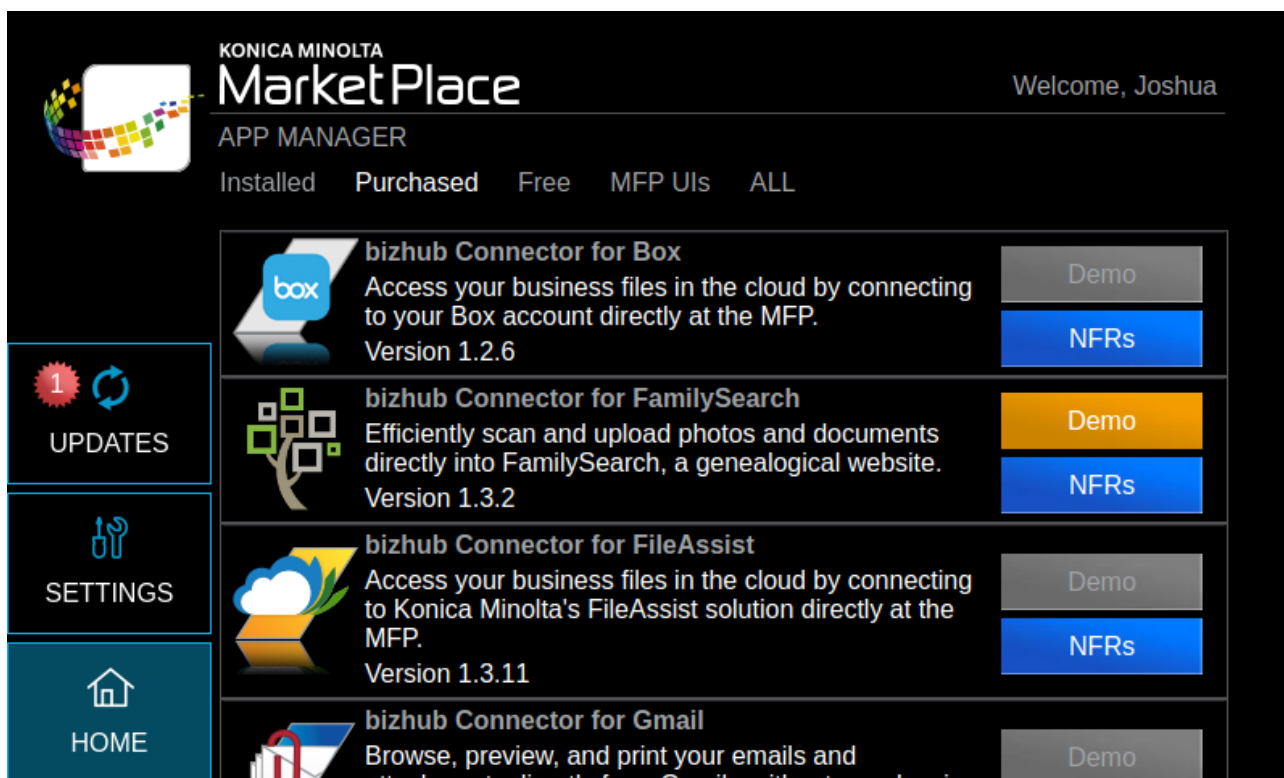 KONICA MINOLTA
MarketPlace
Welcome, Joshua
APP MANAGER
Installed Purchased Free MFP UIs ALL
bizhub Connector for Box
Access your business files in the cloud by connecting
to your Box account directly at the MFP.
Version 1.2.6
box
Demo
NFRs
bizhub Connector for FamilySearch
Efficiently scan and upload photos and documents
directly into FamilySearch, a genealogical website.
Version 1.3.2
Demo
NFRs
bizhub Connector for FileAssist
Access your business files in the cloud by connecting
to Konica Minolta's FileAssist solution directly at the
MFP.
Version 1.3.11
Demo
NFRs
bizhub Connector for Gmail
Browse, preview, and print your emails and
Demo
1
UPDATES
SETTINGS
HOME